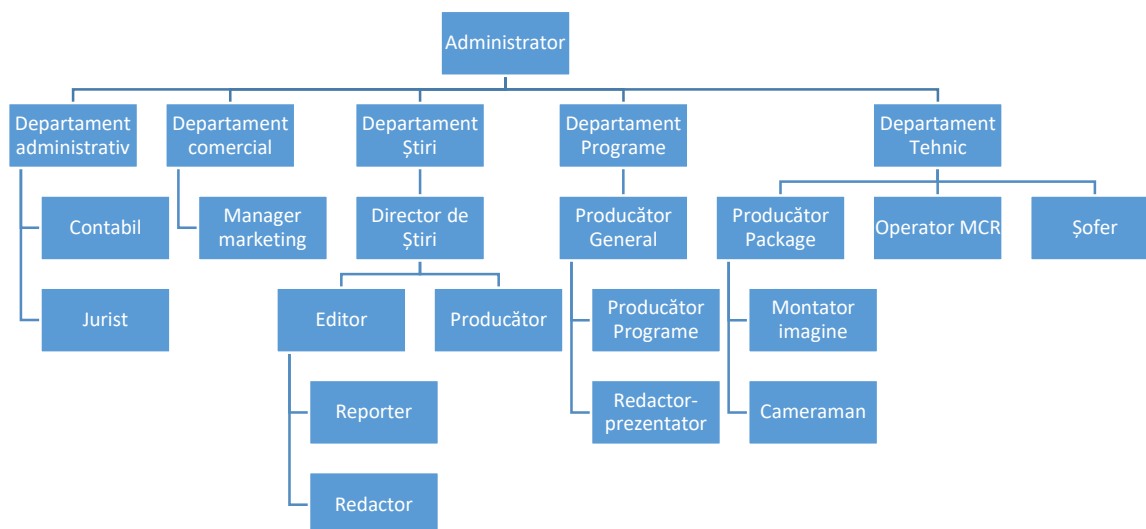 Administrator
Departament
administrativ
Departament
comercial
Departament
Știri
Departament
Programe
Departament
Tehnic
Contabil
Manager
marketing
Director de
Știri
Producător
General
Producător
Package
Operator MCR
Șofer
Jurist
Editor
Producător
Producător
Programe
Montator
imagine
Reporter
Redactor-
prezentator
Cameraman
Redactor